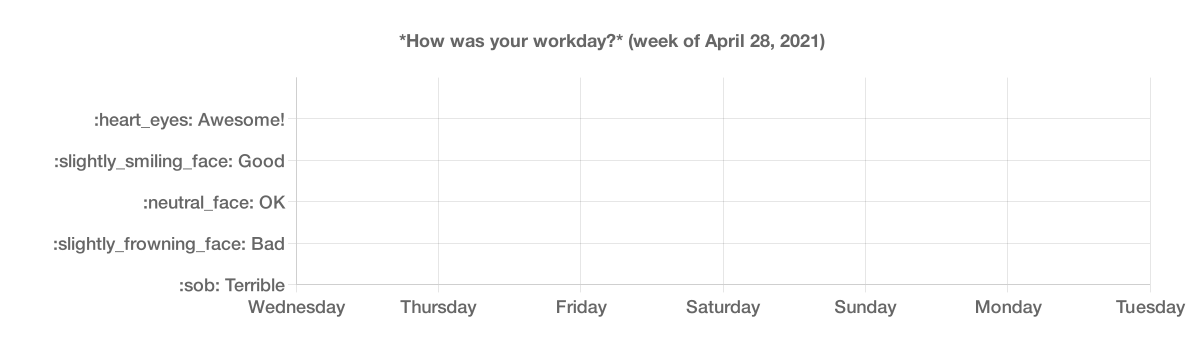 *How was your workday?* (week of April 28, 2021)
:heart_eyes: Awesome!
:slightly_smiling_face: Good
:neutral_face: OK
:slightly_frowning_face: Bad
:sob: Terrible
Wednesday Thursday Friday Saturday Sunday Monday Tuesday